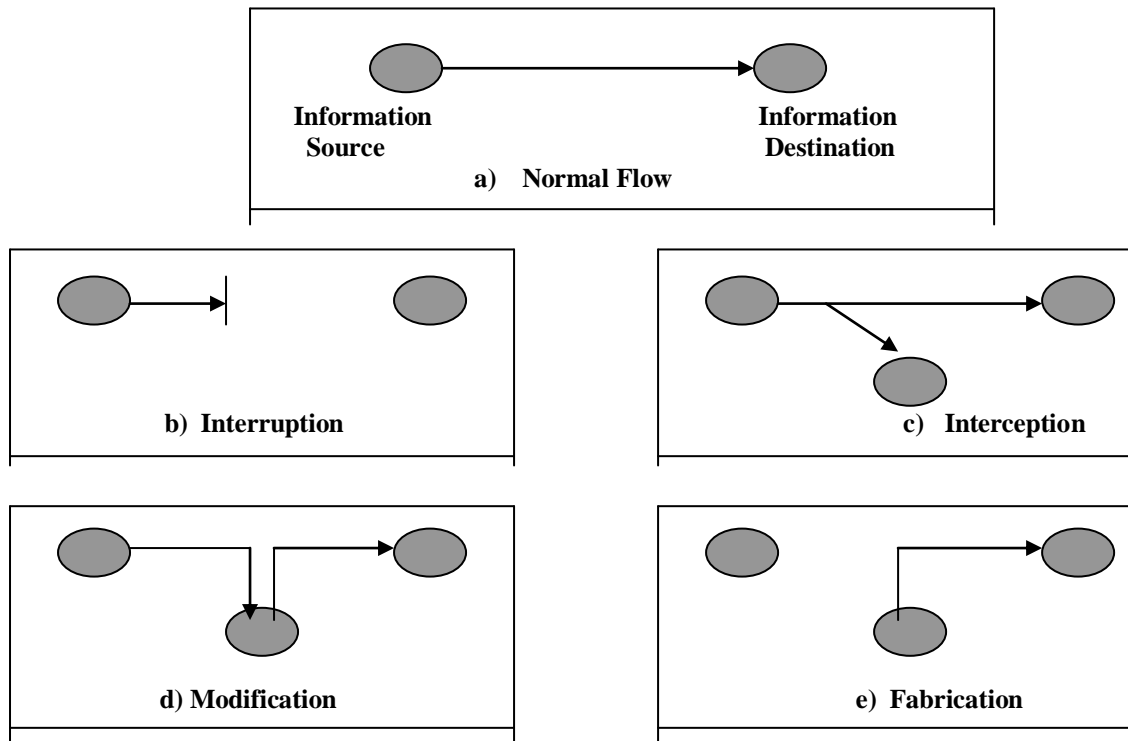 Information
Source
Information
Destination
a) Normal Flow
b) Interruption
c) Interception
d) Modification
e) Fabrication